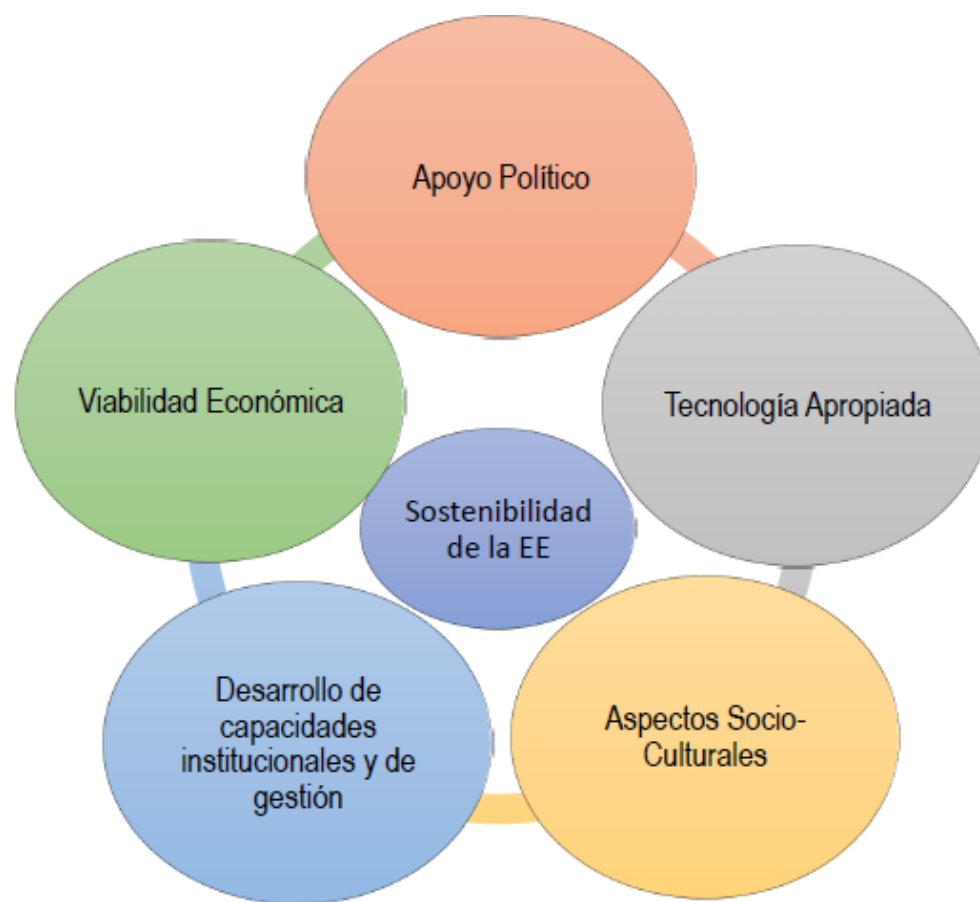 Apoyo Político
Viabilidad Económica
Tecnología Apropiada
Sostenibilidad
de la EE
Desarrollo de
capacidades
institucionales y de
gestión
Aspectos Socio-
Culturales